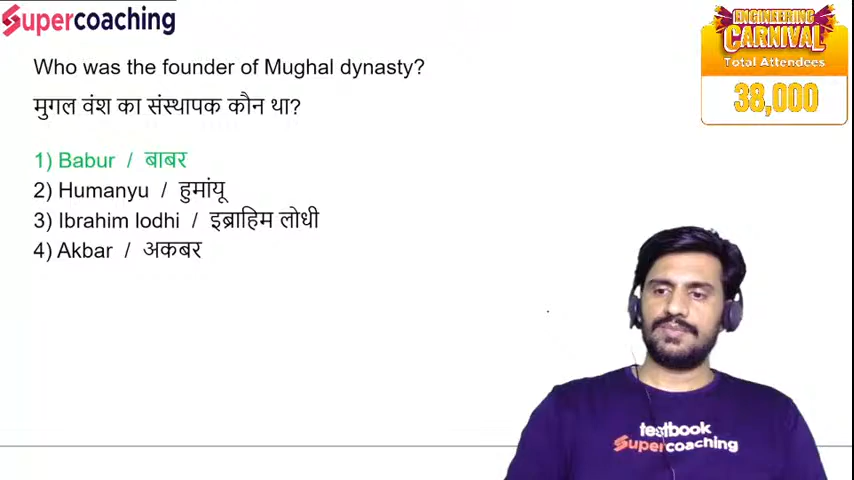 Supercoaching
ENGINEERING
CARNIVAL
Total Attendees
38,000
Who was the founder of Mughal dynasty?
मुगल वंश का संस्थापक कौन था?
1) Babur / बाबर
2) Humanyu / हुमांयू
3) Ibrahim lodhi / इब्राहिम लोधी
4) Akbar / अकबर
testbook
Supercoaching